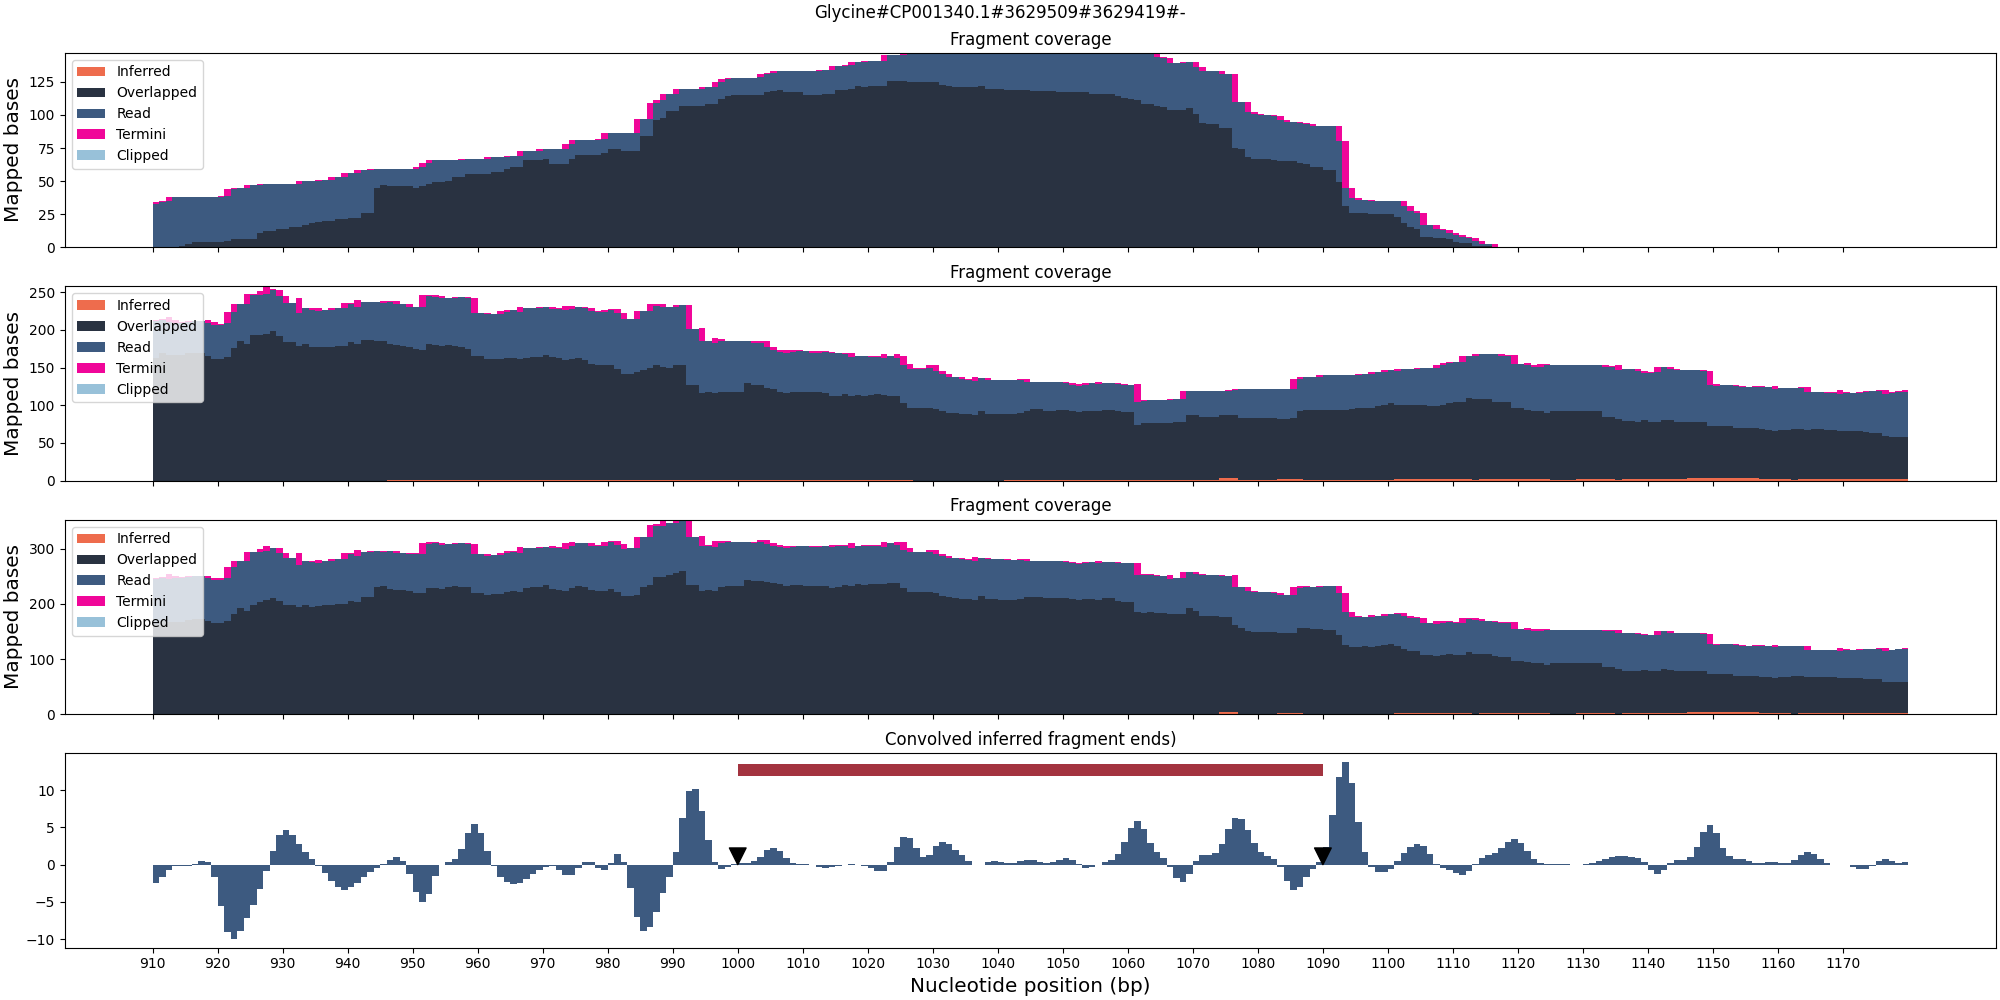 Glycine#CP001340.1#3629509#3629419#-
Fragment coverage
Mapped bases
125
100
75
50
25
0
Inferred
Overlapped
Read
Termini
Clipped
Fragment coverage
Mapped bases
250
200
150
100
50
0
Inferred
Overlapped
Read
Termini
Clipped
Fragment coverage
Mapped bases
300
200
100
0
Inferred
Overlapped
Read
Termini
Clipped
Convolved inferred fragment ends)
10
5
0
−5
−10
910 920 930 940 950 960 970 980 990 1000 1010 1020 1030 1040 1050 1060 1070 1080 1090 1100 1110 1120 1130 1140 1150 1160 1170
Nucleotide position (bp)